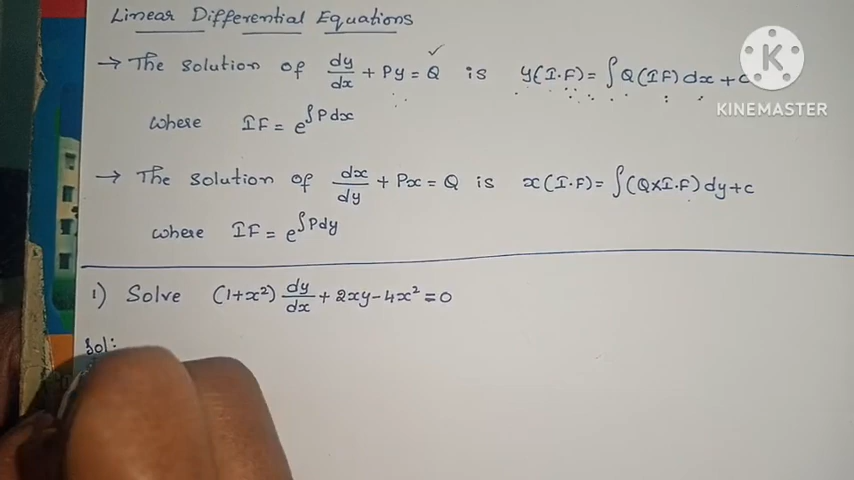 Linear Differential Equations
→ The solution of dy/dx + Py = Q is y(I.F) = ∫Q(IF)dx + c
where IF = e^∫Pdx
→ The solution of dx/dy + Px = Q is x(I.F) = ∫(Q×I.F)dy + c
where IF = e^∫Pdy
1) Solve (1+x²) dy/dx + 2xy - 4x² = 0
Sol:
KINEMASTER